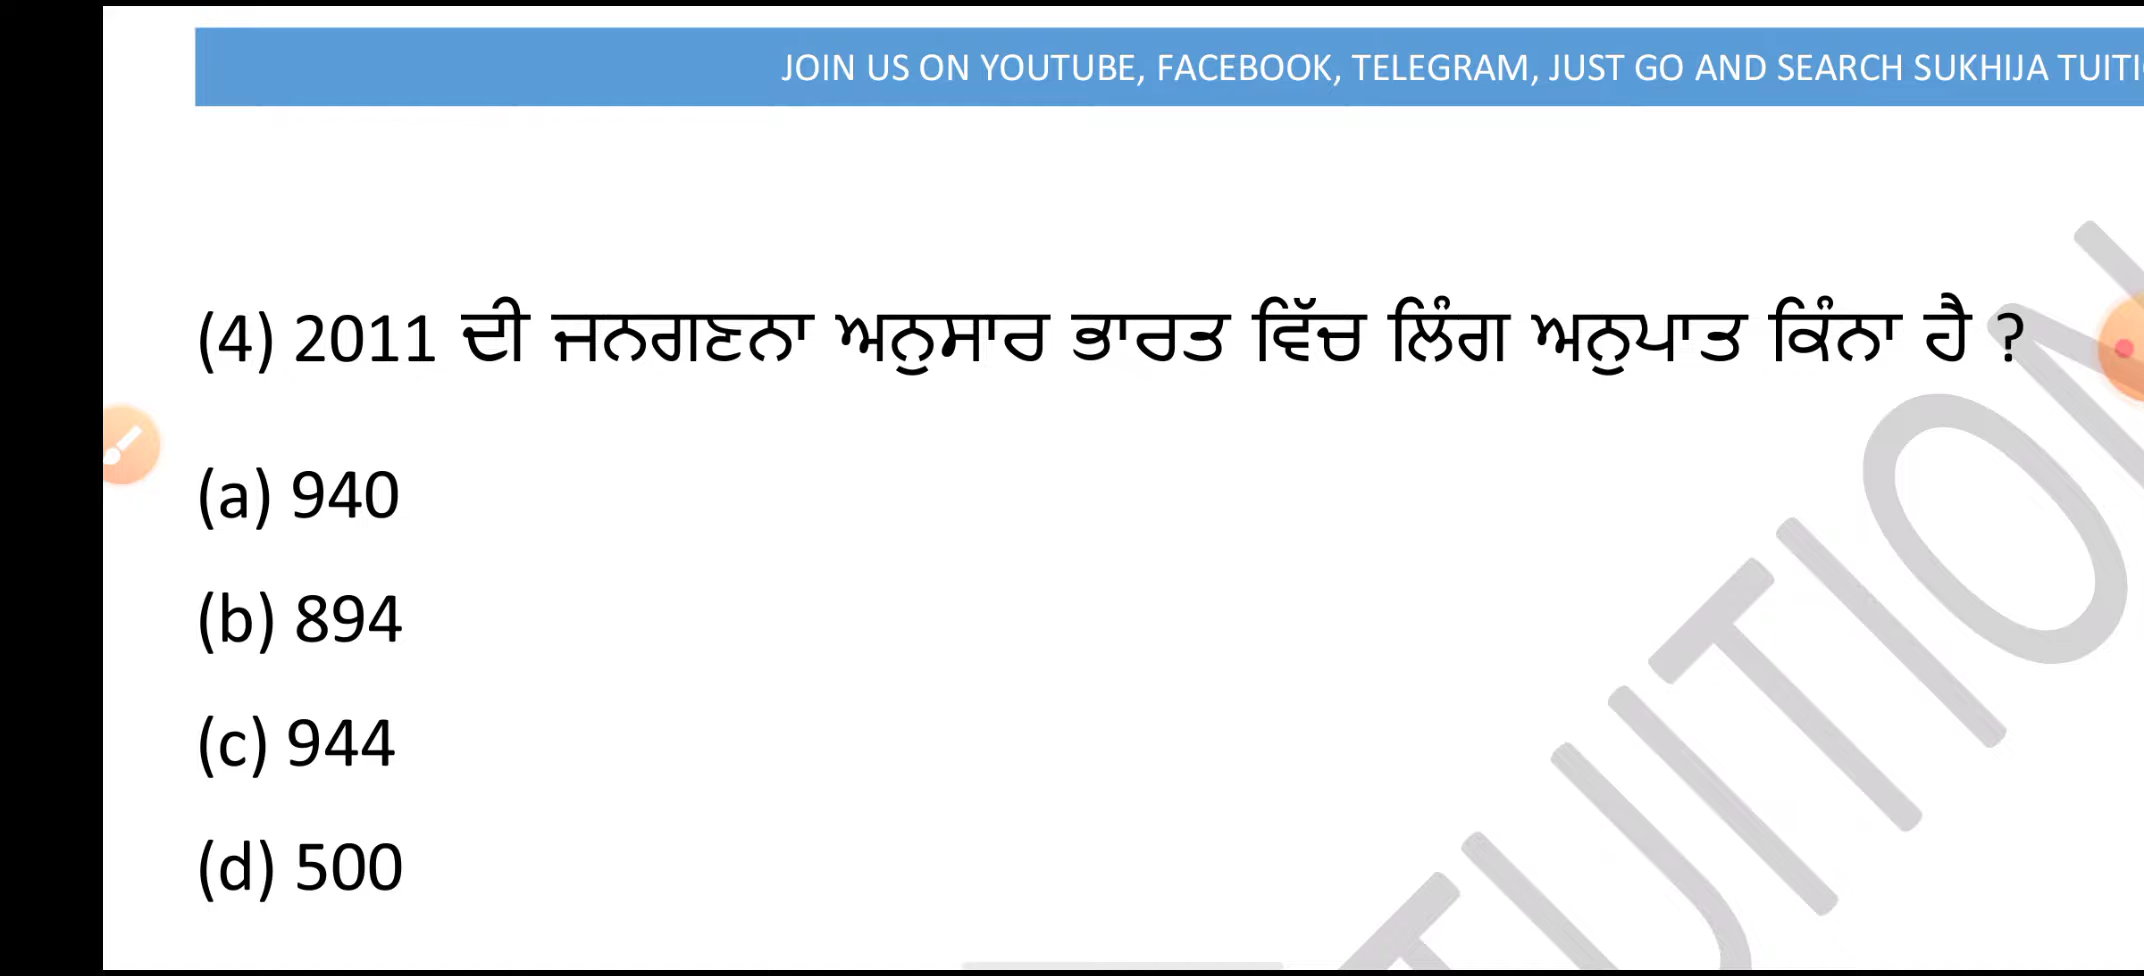 JOIN US ON YOUTUBE, FACEBOOK, TELEGRAM, JUST GO AND SEARCH SUKHIJA
(4) 2011 ਦੀ ਜਨਗਣਨਾ ਅਨੁਸਾਰ ਭਾਰਤ ਵਿੱਚ ਲਿੰਗ ਅਨੁਪਾਤ ਕਿੰਨਾ ਹੈ ?
(a) 940
(b) 894
(c) 944
(d) 500
TUITION